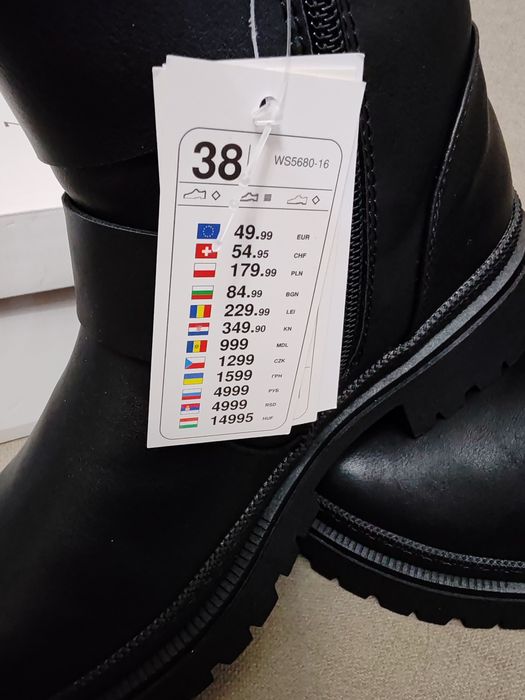 38 WS5680-16
49.99 EUR
54.95 CHF
179.99 PLN
84.99 BGN
229.99 LEI
349.90 KN
999 MDL
1299 CZK
1599 ГРН
4999 РУБ
4999 RSD
14995 HUF